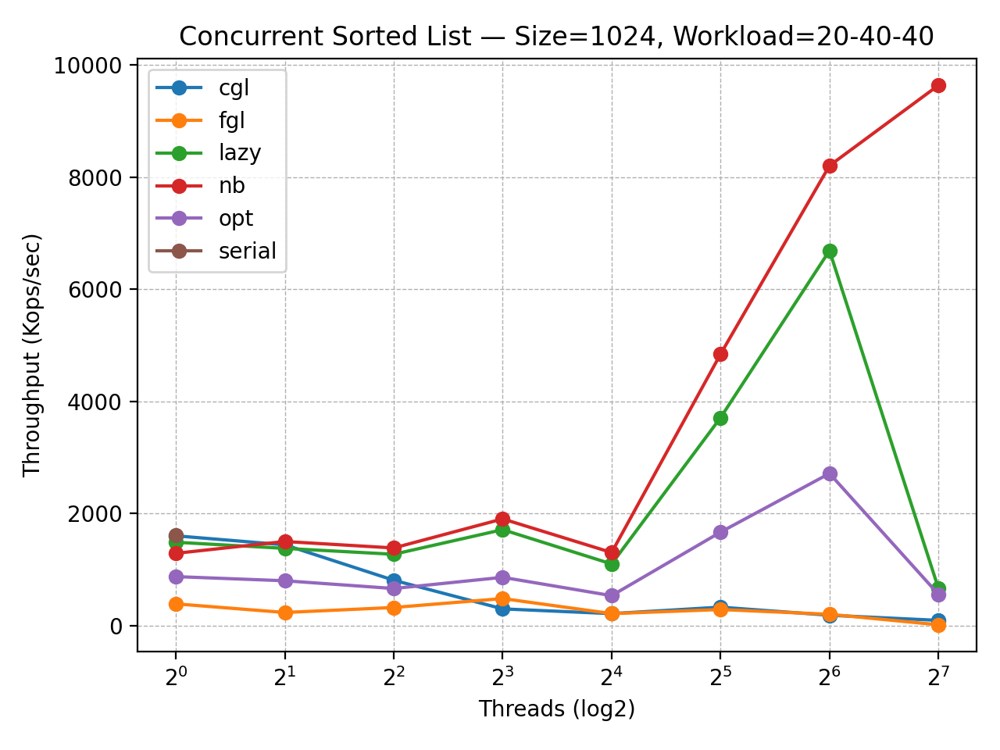 Concurrent Sorted List — Size=1024, Workload=20-40-40
10000
8000
6000
4000
2000
0
Throughput (Kops/sec)
cgl
fgl
lazy
nb
opt
serial
2⁰ 2¹ 2² 2³ 2⁴ 2⁵ 2⁶ 2⁷
Threads (log2)